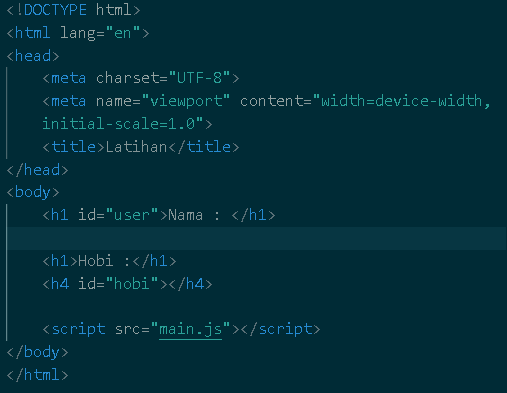 <!DOCTYPE html>
<html lang="en">
<head>
    <meta charset="UTF-8">
    <meta name="viewport" content="width=device-width,
    initial-scale=1.0">
    <title>Latihan</title>
</head>
<body>
    <h1 id="user">Nama : </h1>

    <h1>Hobi :</h1>
    <h4 id="hobi"></h4>

    <script src="main.js"></script>
</body>
</html>